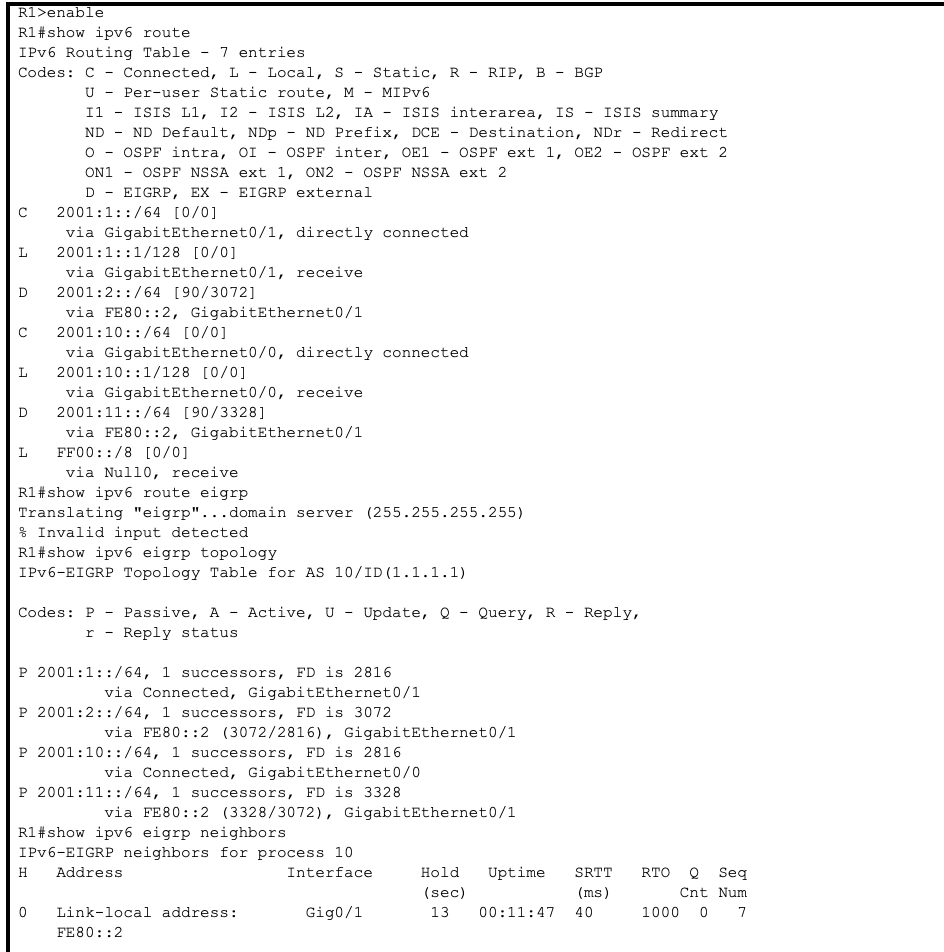 R1>enable
R1#show ipv6 route
IPv6 Routing Table - 7 entries
Codes: C - Connected, L - Local, S - Static, R - RIP, B - BGP
       U - Per-user Static route, M - MIPv6
       I1 - ISIS L1, I2 - ISIS L2, IA - ISIS interarea, IS - ISIS summary
       ND - ND Default, NDp - ND Prefix, DCE - Destination, NDr - Redirect
       O - OSPF intra, OI - OSPF inter, OE1 - OSPF ext 1, OE2 - OSPF ext 2
       ON1 - OSPF NSSA ext 1, ON2 - OSPF NSSA ext 2
       D - EIGRP, EX - EIGRP external
C   2001:1::/64 [0/0]
     via GigabitEthernet0/1, directly connected
L   2001:1::1/128 [0/0]
     via GigabitEthernet0/1, receive
D   2001:2::/64 [90/3072]
     via FE80::2, GigabitEthernet0/1
C   2001:10::/64 [0/0]
     via GigabitEthernet0/0, directly connected
L   2001:10::1/128 [0/0]
     via GigabitEthernet0/0, receive
D   2001:11::/64 [90/3328]
     via FE80::2, GigabitEthernet0/1
L   FF00::/8 [0/0]
     via Null0, receive
R1#show ipv6 route eigrp
Translating "eigrp"...domain server (255.255.255.255)
% Invalid input detected
R1#show ipv6 eigrp topology
IPv6-EIGRP Topology Table for AS 10/ID(1.1.1.1)

Codes: P - Passive, A - Active, U - Update, Q - Query, R - Reply,
       r - Reply status

P 2001:1::/64, 1 successors, FD is 2816
         via Connected, GigabitEthernet0/1
P 2001:2::/64, 1 successors, FD is 3072
         via FE80::2 (3072/2816), GigabitEthernet0/1
P 2001:10::/64, 1 successors, FD is 2816
         via Connected, GigabitEthernet0/0
P 2001:11::/64, 1 successors, FD is 3328
         via FE80::2 (3328/3072), GigabitEthernet0/1
R1#show ipv6 eigrp neighbors
IPv6-EIGRP neighbors for process 10
H   Address                 Interface     Hold   Uptime   SRTT   RTO  Q  Seq
                                          (sec)           (ms)       Cnt Num
0   Link-local address:       Gig0/1       13   00:11:47  40     1000  0   7
    FE80::2